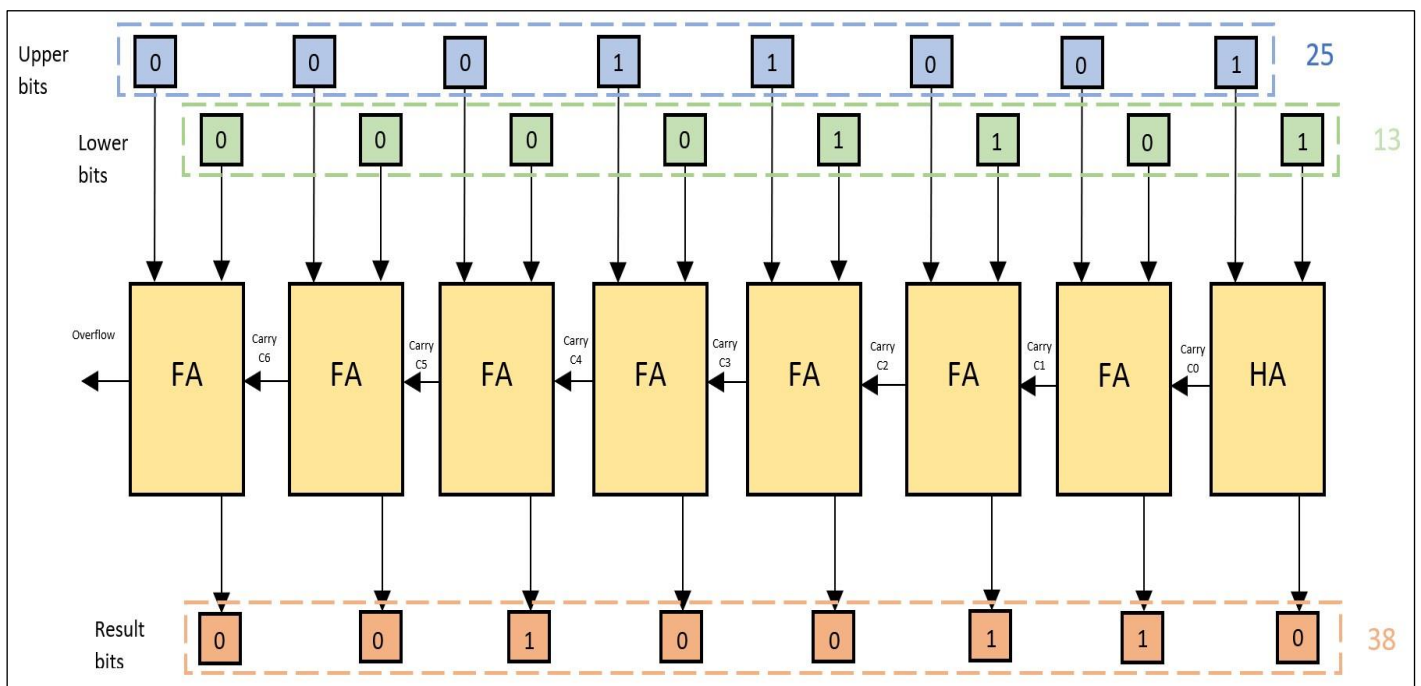 Upper
bits
0 0 0 1 1 0 0 1
25
Lower
bits
0 0 0 0 1 1 0 1
13
Overflow
FA
Carry
C6
FA
Carry
C5
FA
Carry
C4
FA
Carry
C3
FA
Carry
C2
FA
Carry
C1
FA
Carry
C0
HA
Result
bits
0 0 1 0 0 1 1 0
38